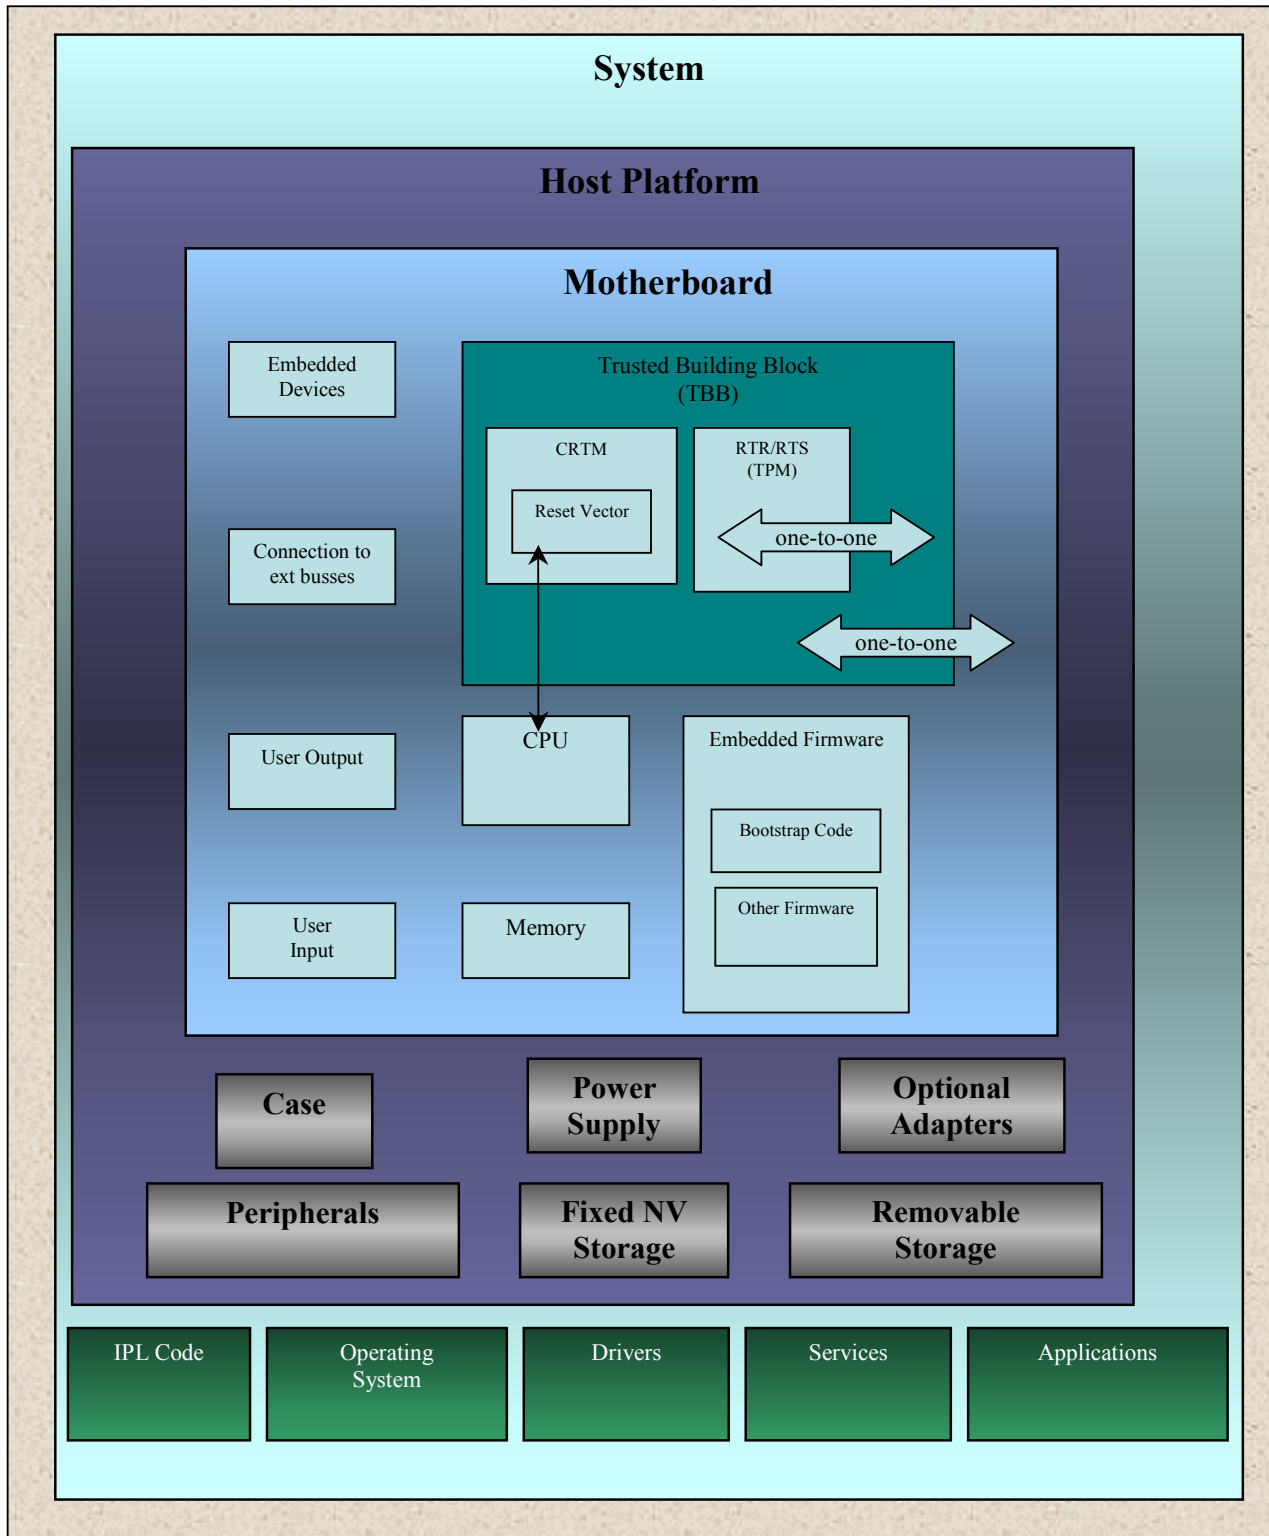 System
Host Platform
Motherboard
Embedded
Devices
Trusted Building Block
(TBB)
CRTM
Reset Vector
RTR/RTS
(TPM)
one-to-one
Connection to
ext busses
one-to-one
User Output
CPU
Embedded Firmware
Bootstrap Code
Other Firmware
User
Input
Memory
Case
Power
Supply
Optional
Adapters
Peripherals
Fixed NV
Storage
Removable
Storage
IPL Code
Operating
System
Drivers
Services
Applications